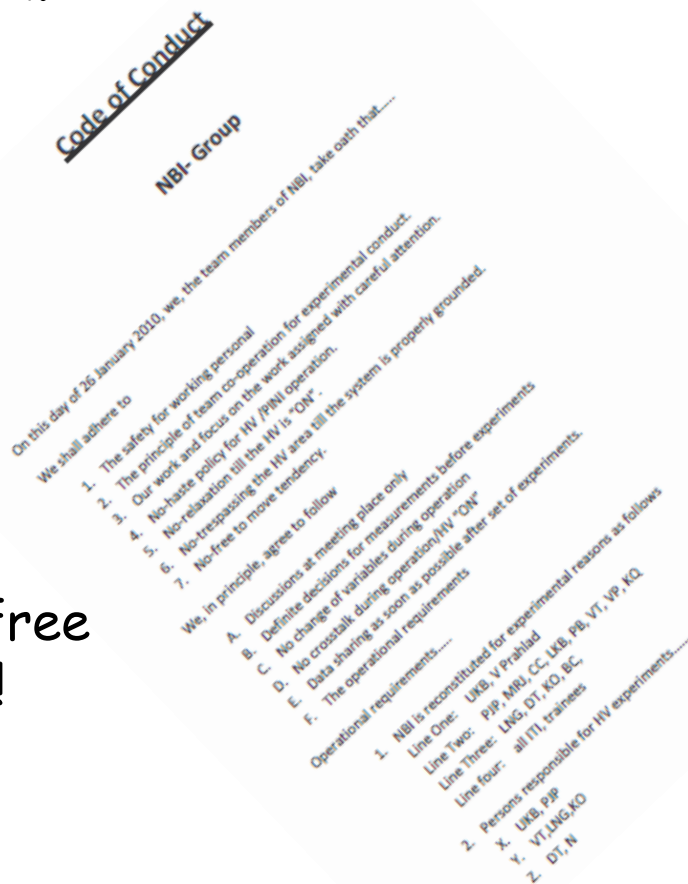 Code of Conduct
NBI- Group
On this day of 26 January 2010, we, the team members of NBI, take oath that.....
We shall adhere to
1. The safety for working personal
2. The principle of team co-operation for experimental conduct.
3. Our work and focus on the work assigned with careful attention.
4. No-haste policy for HV /PINI operation.
5. No-relaxation till the HV is "ON" .
6. No-trespassing the HV area till the system is properly grounded.
7. No-free to move tendency.
We, in principle, agree to follow
A. Discussions at meeting place only
B. Definite decisions for measurements before experiments
C. No change of variables during operation
D. No crosstalk during operation/HV "ON"
E. Data sharing as soon as possible after set of experiments.
F. The operational requirements
Operational requirements.....
1. NBI is reconstituted for experimental reasons as follows
Line One: UKB, V Prahlad
Line Two: PJP, MRJ, CC, LKB, PB, VT, VP, KQ
Line Three: LNG, DT, KO, BC,
Line four: all ITI, trainees
2. Persons responsible for HV experiments.....
X. UKB, PJP
Y. VT,LNG,KO
Z. DT, N
free
!